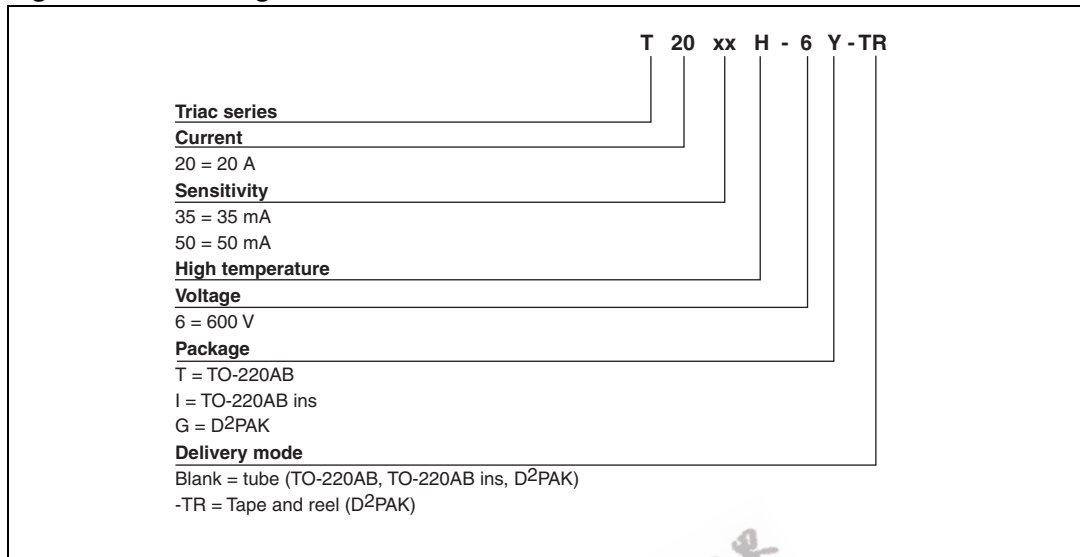 T 20 xx H - 6 Y - TR
Triac series
Current
20 = 20 A
Sensitivity
35 = 35 mA
50 = 50 mA
High temperature
Voltage
6 = 600 V
Package
T = TO-220AB
I = TO-220AB ins
G = D²PAK
Delivery mode
Blank = tube (TO-220AB, TO-220AB ins, D²PAK)
-TR = Tape and reel (D²PAK)